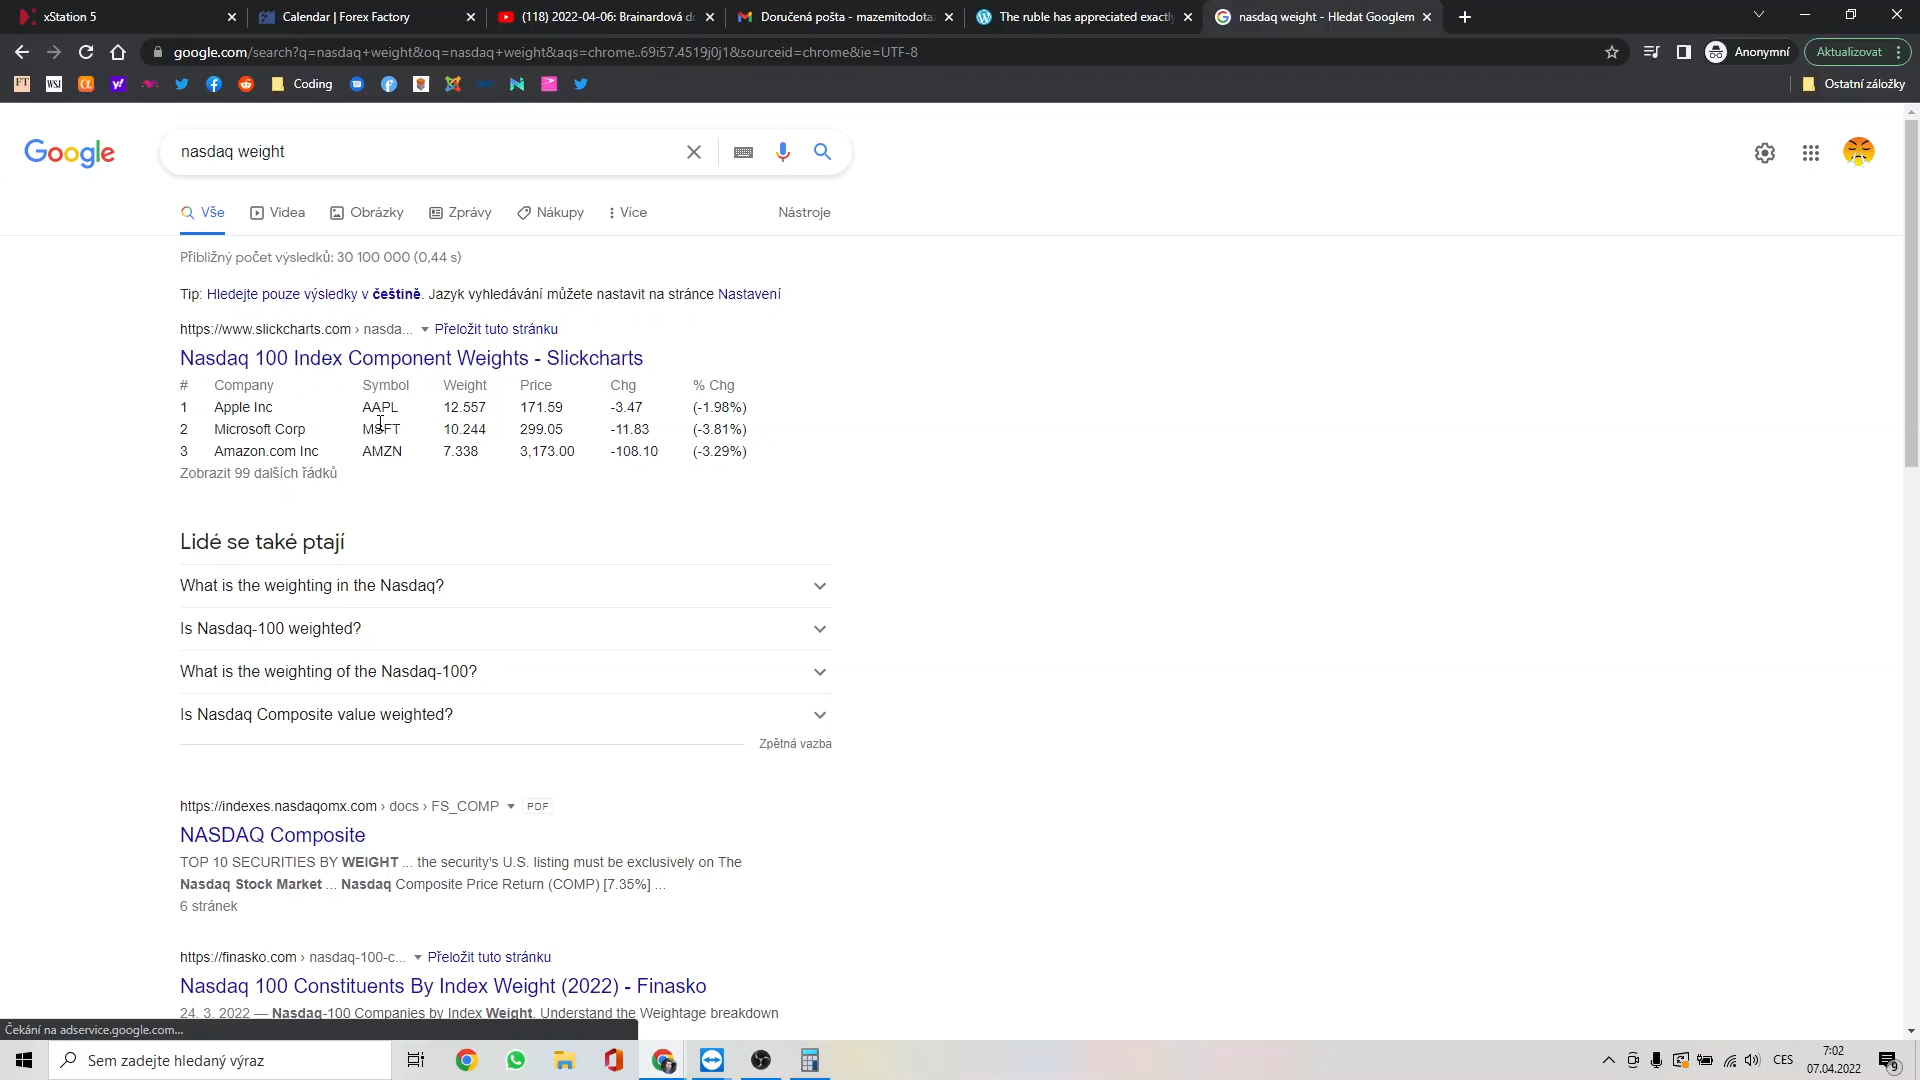 xStation 5
Calendar | Forex Factory
(118) 2022-04-06: Brainardová do
Doručená pošta - mazemitodota
The ruble has appreciated exactly
nasdaq weight - Hledat Googlem
google.com/search?q=nasdaq+weight&oq=nasdaq+weight&aqs=chrome..69i57.4519j0j1&sourceid=chrome&ie=UTF-8
Anonymní
Aktualizovat
FT
WSJ
Coding
Ostatní záložky
Google
nasdaq weight
Vše
Videa
Obrázky
Zprávy
Nákupy
Více
Nástroje
Přibližný počet výsledků: 30 100 000 (0,44 s)
Tip: Hledejte pouze výsledky v češtině. Jazyk vyhledávání můžete nastavit na stránce Nastavení
https://www.slickcharts.com › nasda... Přeložit tuto stránku
Nasdaq 100 Index Component Weights - Slickcharts
# Company Symbol Weight Price Chg % Chg
1 Apple Inc AAPL 12.557 171.59 -3.47 (-1.98%)
2 Microsoft Corp MSFT 10.244 299.05 -11.83 (-3.81%)
3 Amazon.com Inc AMZN 7.338 3,173.00 -108.10 (-3.29%)
Zobrazit 99 dalších řádků
Lidé se také ptají
What is the weighting in the Nasdaq?
Is Nasdaq-100 weighted?
What is the weighting of the Nasdaq-100?
Is Nasdaq Composite value weighted?
Zpětná vazba
https://indexes.nasdaqomx.com › docs › FS_COMP PDF
NASDAQ Composite
TOP 10 SECURITIES BY WEIGHT ... the security's U.S. listing must be exclusively on The
Nasdaq Stock Market ... Nasdaq Composite Price Return (COMP) [7.35%] ...
6 stránek
https://finasko.com › nasdaq-100-c... Přeložit tuto stránku
Nasdaq 100 Constituents By Index Weight (2022) - Finasko
24. 3. 2022 — Nasdaq-100 Companies by Index Weight. Understand the Weightage breakdown
Čekání na adservice.google.com...
Sem zadejte hledaný výraz
CES
7:02
07.04.2022
9